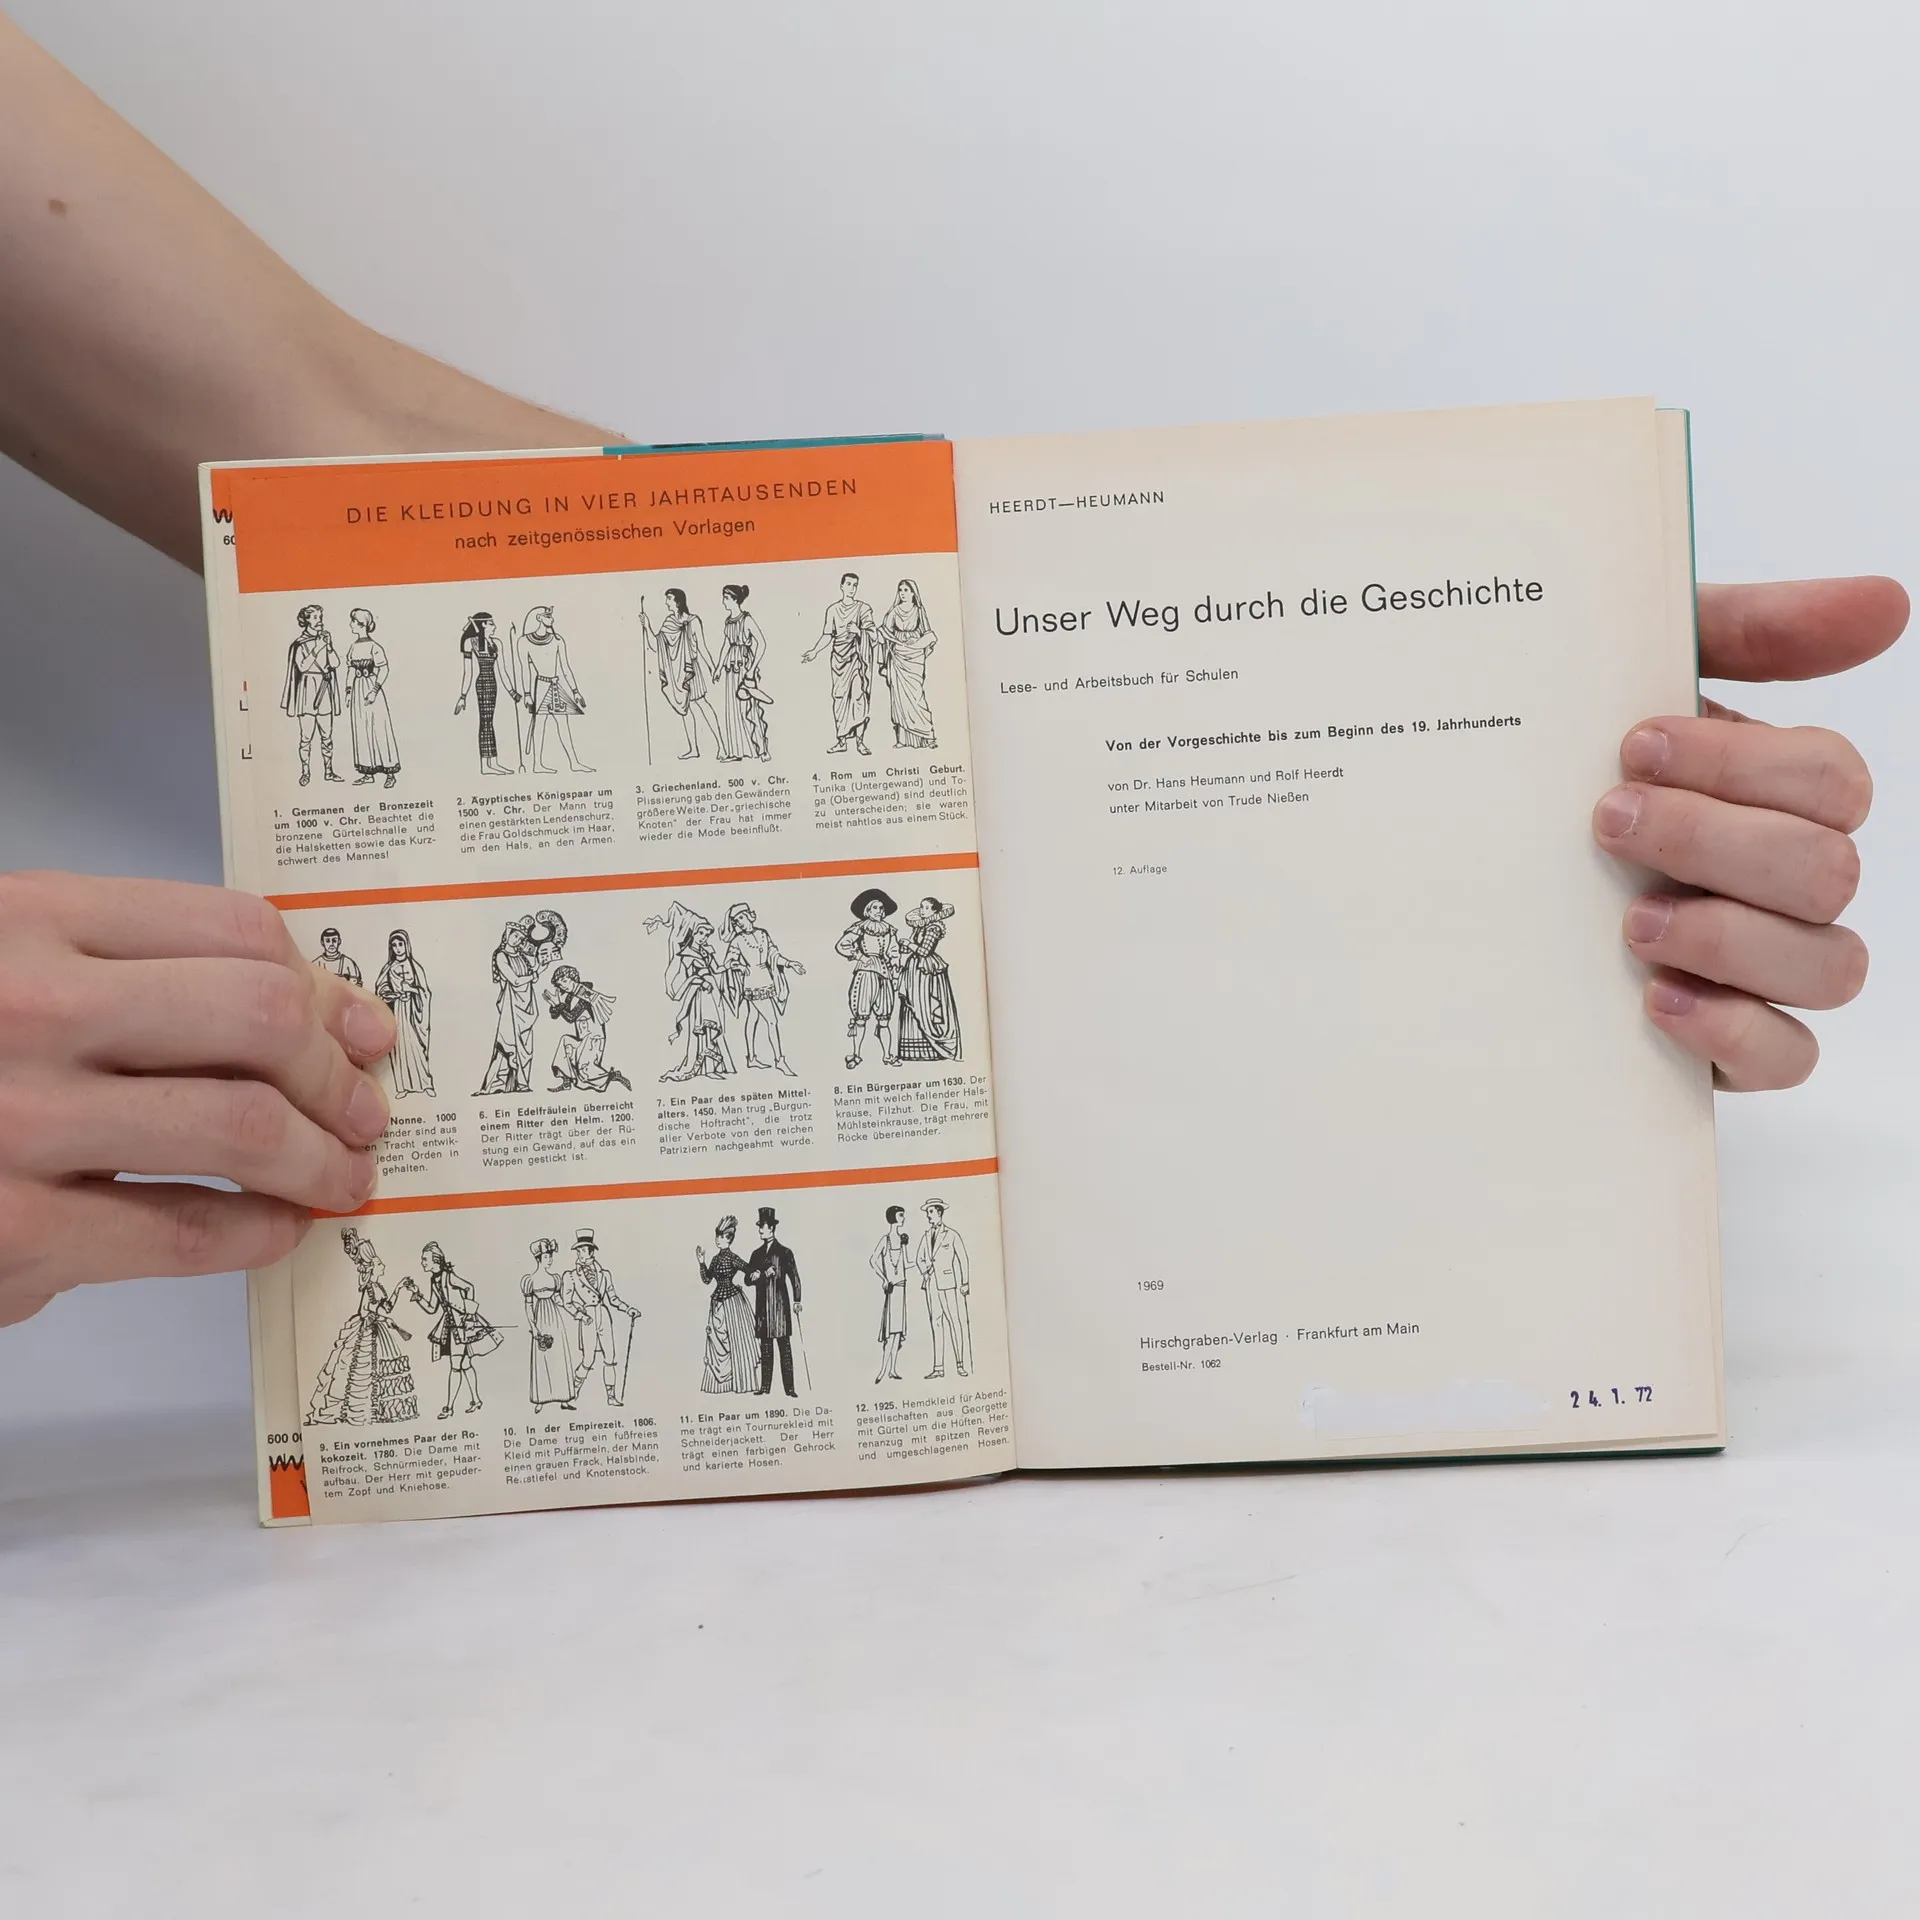 DIE KLEIDUNG IN VIER JAHRTAUSENDEN
nach zeitgenössischen Vorlagen
1. Germanen der Bronzezeit
um 1000 v. Chr. Beachtet die
bronzene Gürtelschnalle und
die Halsketten sowie das Kurz-
schwert des Mannes!
2. Ägyptisches Königspaar um
1500 v. Chr. Der Mann trug
einen gestärkten Lendenschurz,
die Frau Goldschmuck im Haar,
um den Hals, an den Armen.
3. Griechenland. 500 v. Chr.
Plissierung gab den Gewändern
größere Weite. Der „griechische
Knoten" der Frau hat immer
wieder die Mode beeinflußt.
4. Rom um Christi Geburt.
Tunika (Untergewand) und To-
ga (Obergewand) sind deutlich
zu unterscheiden; sie waren
meist nahtlos aus einem Stück.
Nonne. 1000
sind aus
Tracht entwik-
jeden Orden in
gehalten.
6. Ein Edelfräulein überreicht
einem Ritter den Helm. 1200.
Der Ritter trägt über der Rü-
stung ein Gewand, auf das ein
Wappen gestickt ist.
7. Ein Paar des späten Mittel-
alters. 1450. Man trug „Burgun-
dische Hoftracht", die trotz
aller Verbote von den reichen
Patriziern nachgeahmt wurde.
8. Ein Bürgerpaar um 1630. Der
Mann mit weich fallender Hals-
krause, Filzhut. Die Frau, mit
Mühlsteinkrause, trägt mehrere
Röcke übereinander.
9. Ein vornehmes Paar der Ro-
kokozeit. 1780. Die Dame mit
Reifrock, Schnürmieder, Haar-
aufbau. Der Herr mit gepuder-
tem Zopf und Kniehose.
10. In der Empirezeit. 1806.
Die Dame trug ein fußfreies
Kleid mit Puffärmeln, der Mann
einen grauen Frack, Halsbinde,
und Knotenstock.
11. Ein Paar um 1890. Die Da-
me trägt ein Tournurekleid mit
Schneiderjackett. Der Herr
trägt einen farbigen Gehrock
und karierte Hosen.
12. 1925. Hemdkleid für Abend-
gesellschaften aus Georgette
mit Gürtel um die Hüften. Her-
renanzug mit spitzen Revers
und umgeschlagenen Hosen.
HEERDT—HEUMANN
Unser Weg durch die Geschichte
Lese- und Arbeitsbuch für Schulen
Von der Vorgeschichte bis zum Beginn des 19. Jahrhunderts
von Dr. Hans Heumann und Rolf Heerdt
unter Mitarbeit von Trude Nießen
12. Auflage
1969
Hirschgraben-Verlag · Frankfurt am Main
Bestell-Nr. 1062
24. 1. 72